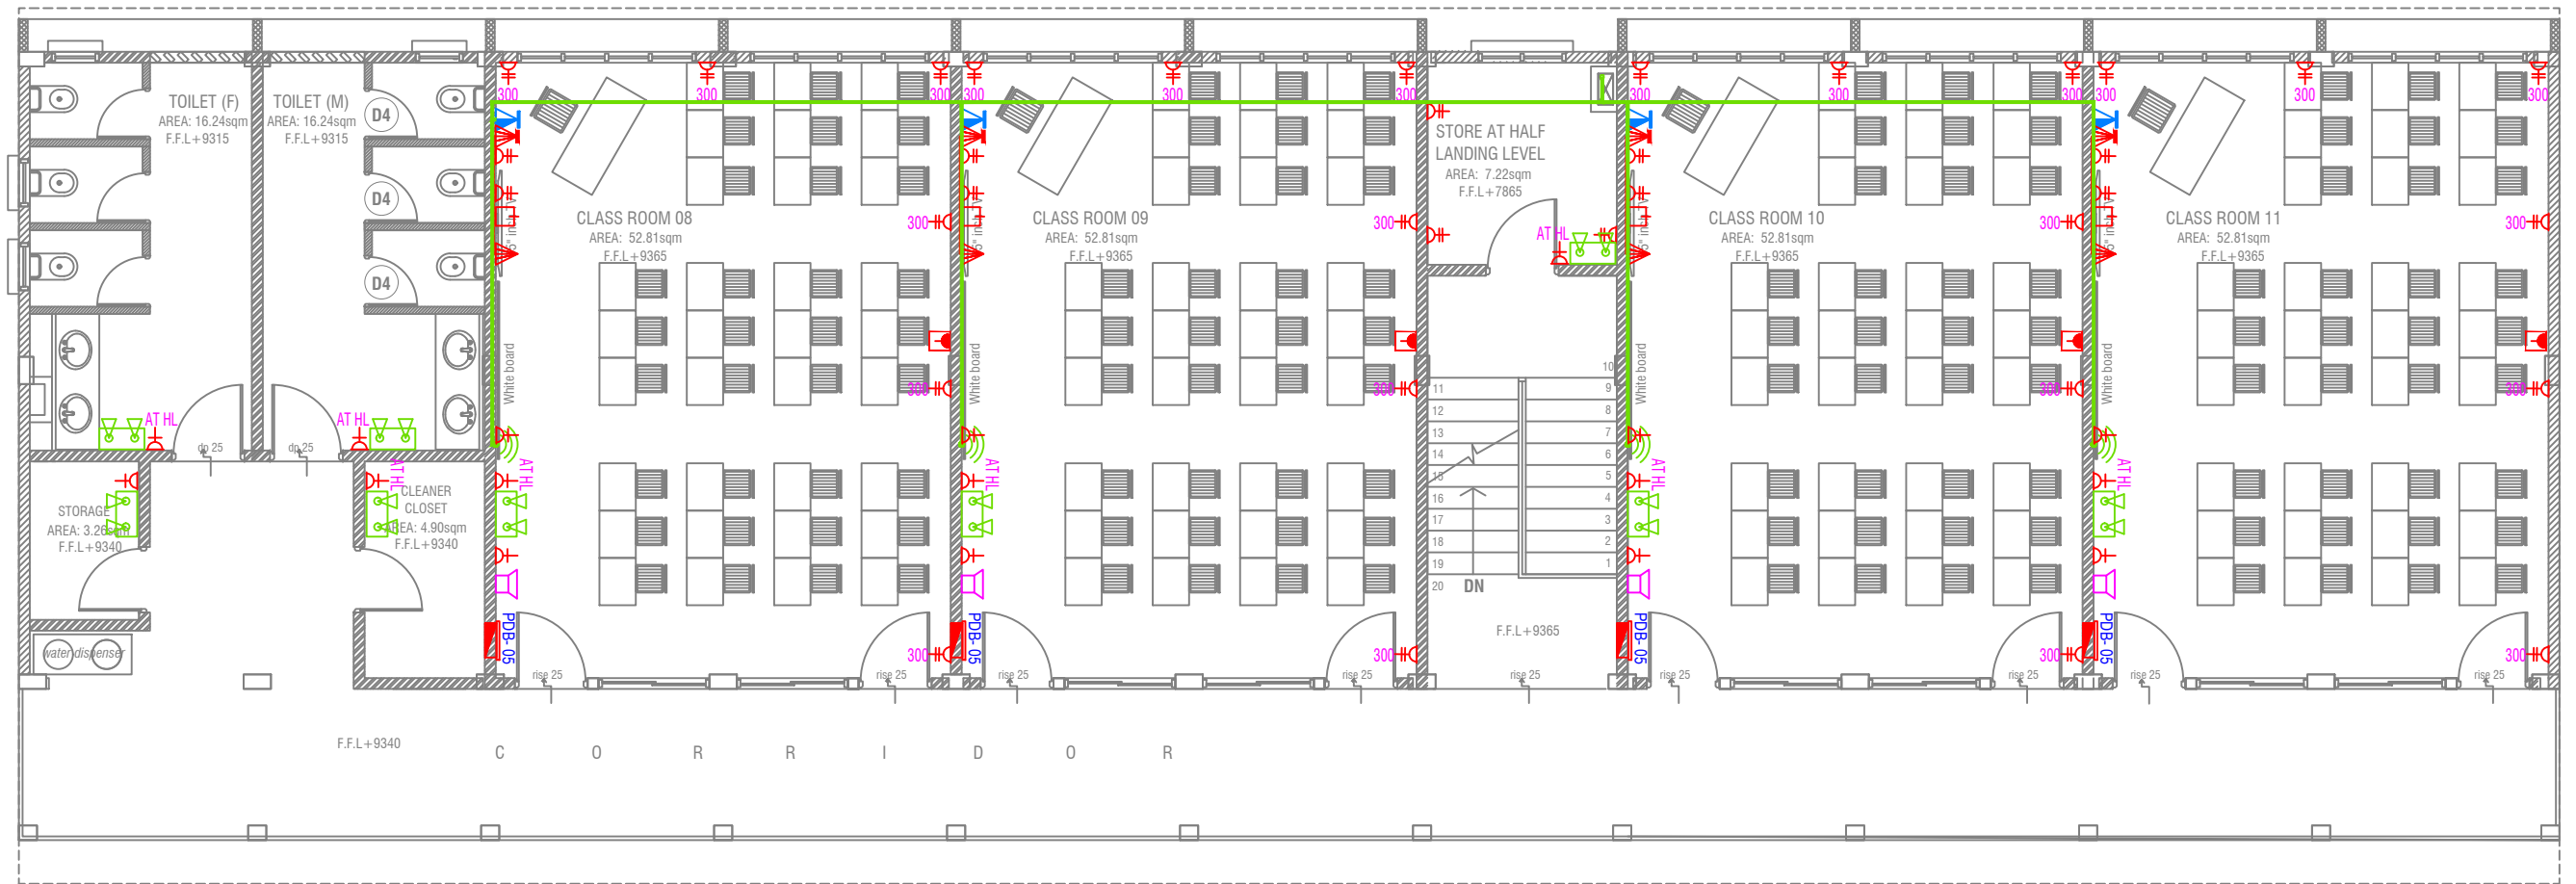 TOILET (F)
AREA: 16.24sqm
F.F.L+9315
TOILET (M)
AREA: 16.24sqm
F.F.L+9315
D4
D4
D4
AT HL
AT HL
dp 25
dp 25
STORAGE
AREA: 3.26sqm
F.F.L+9340
AT HL
CLEANER
CLOSET
AREA: 4.90sqm
F.F.L+9340
water dispenser
300
300
300
CLASS ROOM 08
AREA: 52.81sqm
F.F.L+9365
300
White board
300
AT HL
PDB-05
300
rise 25
rise 25
300
300
300
CLASS ROOM 09
AREA: 52.81sqm
F.F.L+9365
300
White board
300
AT HL
PDB-05
300
rise 25
rise 25
STORE AT HALF
LANDING LEVEL
AREA: 7.22sqm
F.F.L+7865
AT HL
10
11
9
12
8
13
7
14
6
15
5
16
4
17
3
18
2
19
1
20
DN
F.F.L+9365
rise 25
300
300
300
CLASS ROOM 10
AREA: 52.81sqm
F.F.L+9365
300
White board
300
AT HL
PDB-05
300
rise 25
rise 25
300
300
300
CLASS ROOM 11
AREA: 52.81sqm
F.F.L+9365
300
White board
300
AT HL
PDB-05
300
rise 25
rise 25
F.F.L+9340
C O R R I D O R